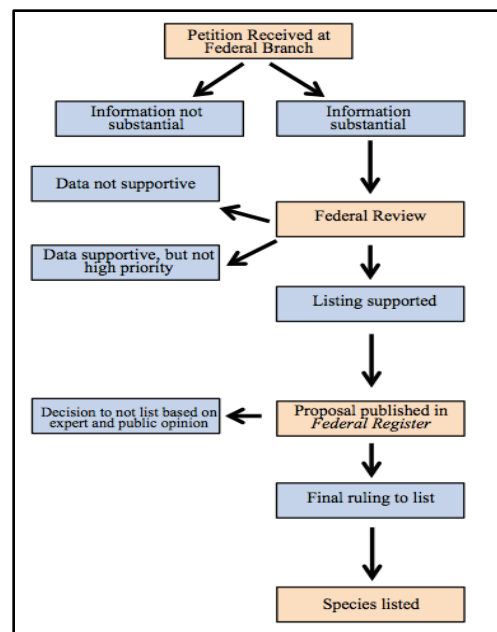 Petition Received at
Federal Branch
Information not
substantial
Information
substantial
Data not supportive
Federal Review
Data supportive, but not
high priority
Listing supported
Decision to not list based on
expert and public opinion
Proposal published in
Federal Register
Final ruling to list
Species listed